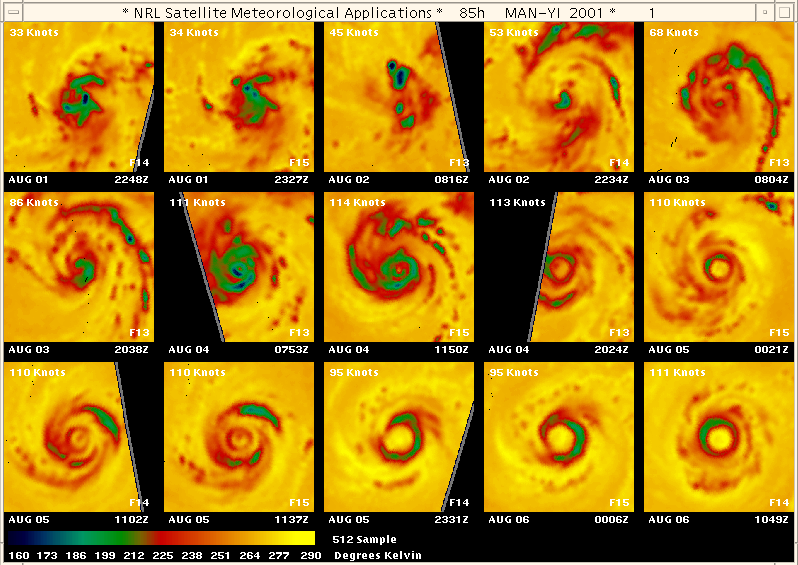 * NRL Satellite Meteorological Applications * 85h MAN-YI 2001 * 1
33 Knots 34 Knots 45 Knots 53 Knots 68 Knots
F14 F15 F13 F14 F13
AUG 01 2248Z AUG 01 2327Z AUG 02 0816Z AUG 02 2234Z AUG 03 0804Z
86 Knots 111 Knots 114 Knots 113 Knots 110 Knots
F13 F13 F15 F13 F15
AUG 03 2038Z AUG 04 0753Z AUG 04 1150Z AUG 04 2024Z AUG 05 0021Z
110 Knots 110 Knots 95 Knots 95 Knots 111 Knots
F14 F15 F14 F15 F14
AUG 05 1102Z AUG 05 1137Z AUG 05 2331Z AUG 06 0006Z AUG 06 1049Z
512 Sample
160 173 186 199 212 225 238 251 264 277 290 Degrees Kelvin